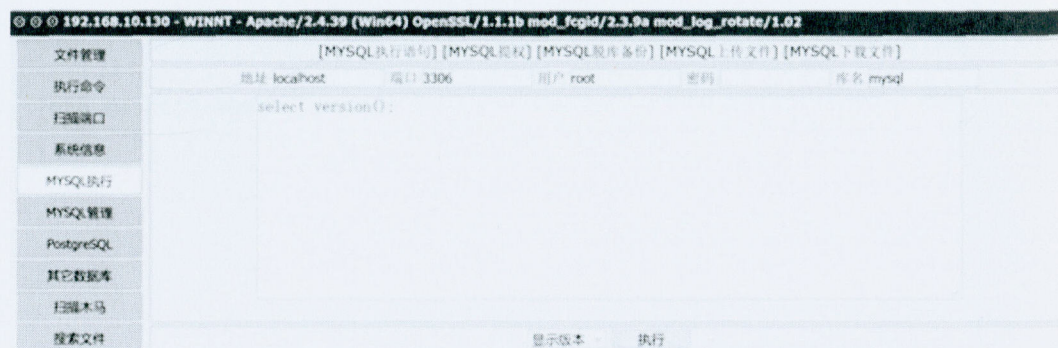 192.168.10.130 - WINNT - Apache/2.4.39 (Win64) OpenSSL/1.1.1b mod_fcgid/2.3.9a mod_log_rotate/1.02
文件管理
[MYSQL执行语句] [MYSQL提权] [MYSQL脱库备份] [MYSQL上传文件] [MYSQL下载文件]
执行命令
地址 localhost 端口 3306 用户 root 密码 库名 mysql
扫描端口
select version();
系统信息
MYSQL执行
MYSQL管理
PostgreSQL
其它数据库
扫描木马
搜索文件
显示版本 执行